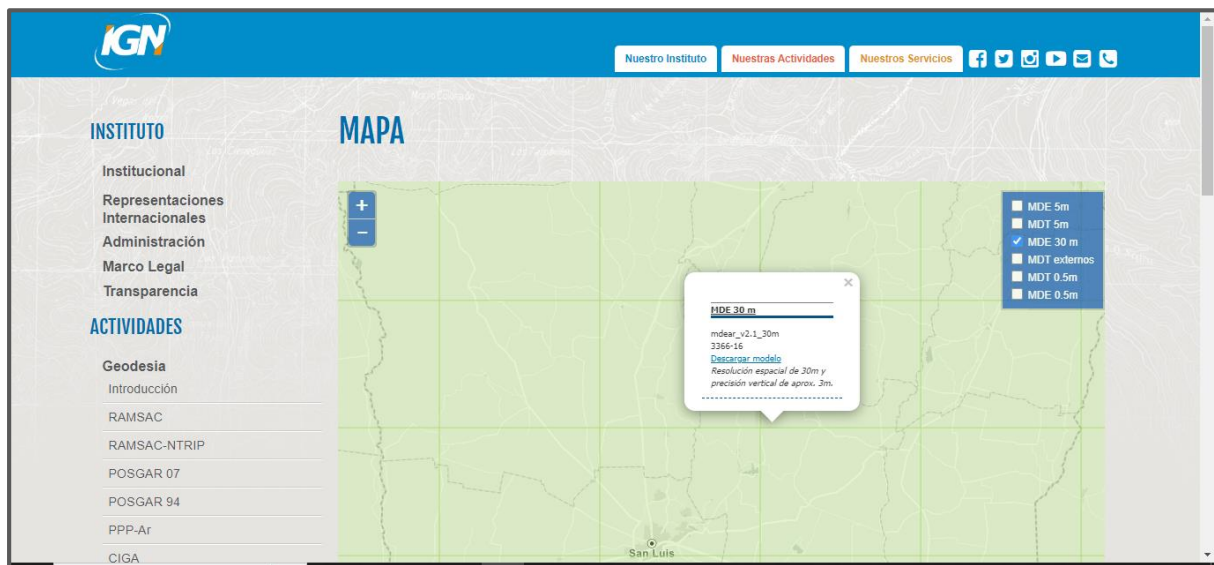 IGN
Nuestro Instituto
Nuestras Actividades
Nuestros Servicios
INSTITUTO
Institucional
Representaciones
Internacionales
Administración
Marco Legal
Transparencia
ACTIVIDADES
Geodesia
Introducción
RAMSAC
RAMSAC-NTRIP
POSGAR 07
POSGAR 94
PPP-Ar
CIGA
MAPA
+
−
MDE 30 m
mdear_v2.1_30m
3366-16
Descargar modelo
Resolución espacial de 30m y
precisión vertical de aprox. 3m.
×
San Luis
MDE 5m
MDT 5m
MDE 30 m
MDT externos
MDT 0.5m
MDE 0.5m